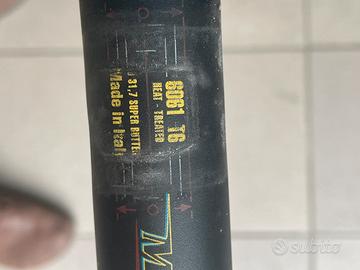 6061 T6
HEAT - TREATED
31,7 SUPER BUTTED
Made in Italy
subito